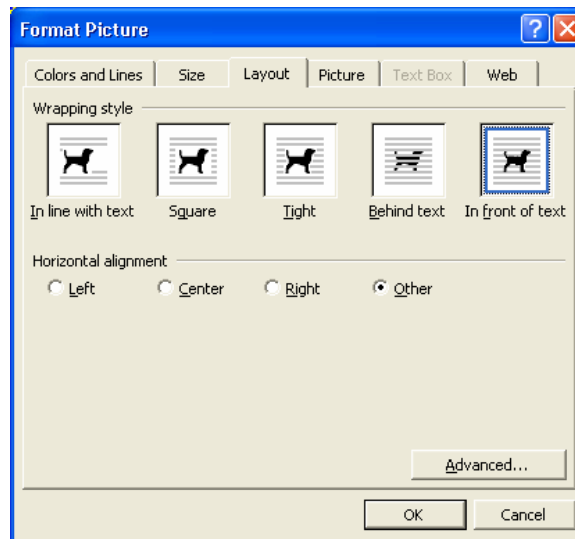 Format Picture
Colors and Lines Size Layout Picture Text Box Web
Wrapping style
In line with text Square Tight Behind text In front of text
Horizontal alignment
Left Center Right Other
Advanced...
OK Cancel